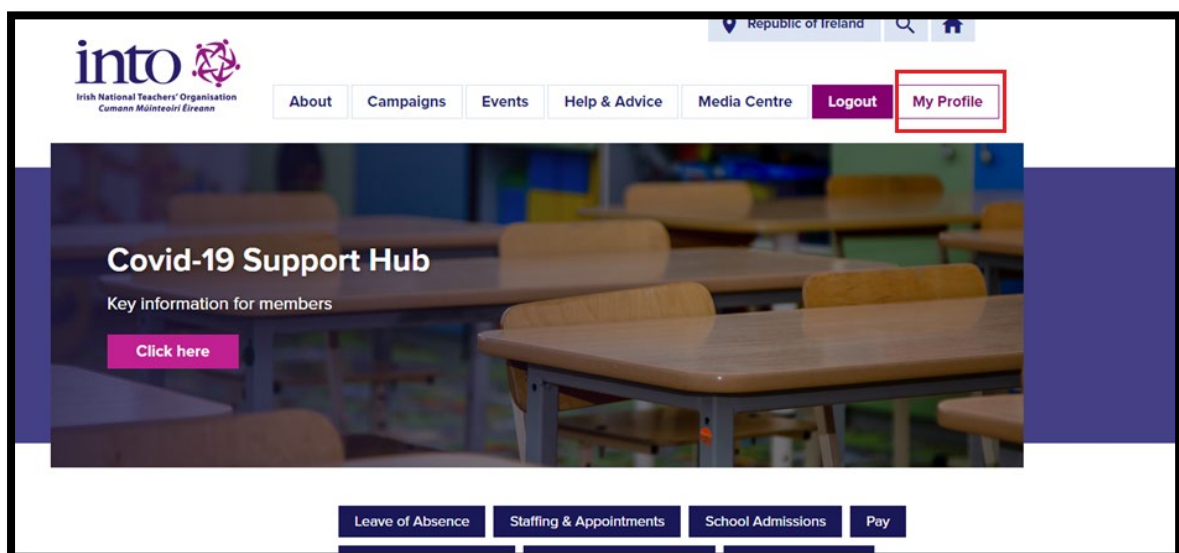 Republic of Ireland
into
Irish National Teachers' Organisation
Cumann Múinteoirí Éireann
About Campaigns Events Help & Advice Media Centre Logout My Profile
Covid-19 Support Hub
Key information for members
Click here
Leave of Absence Staffing & Appointments School Admissions Pay